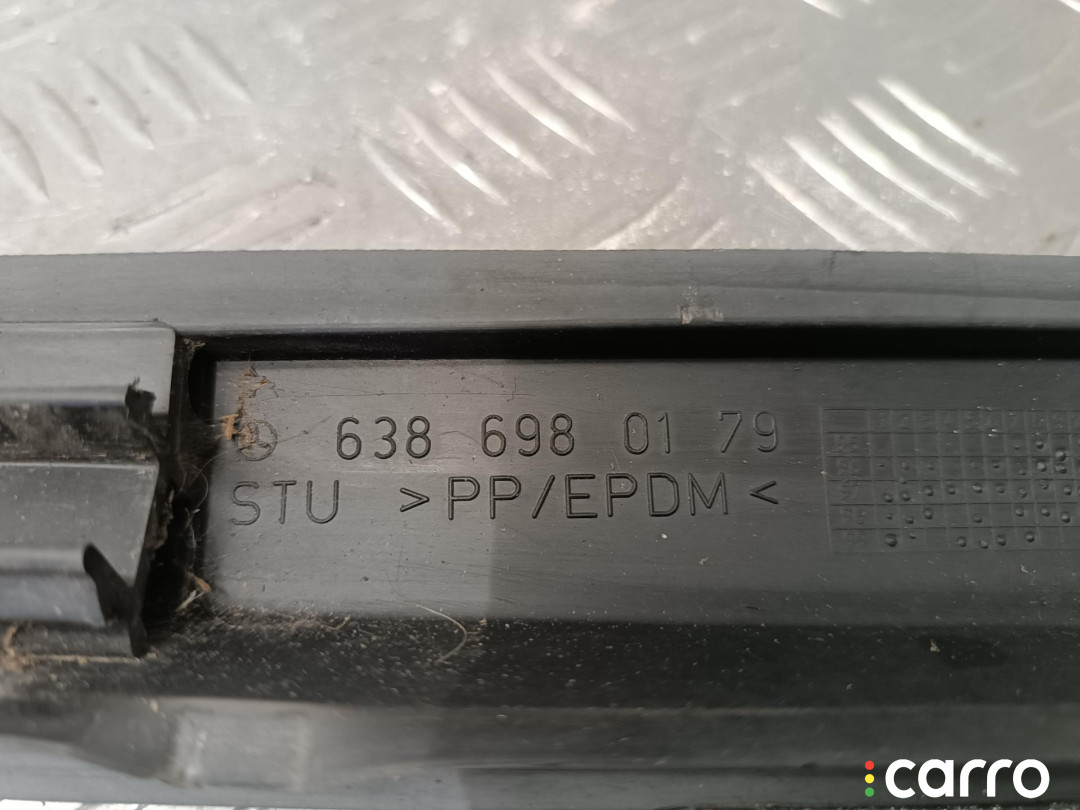 638 698 01 79
STU >PP/EPDM<
carro